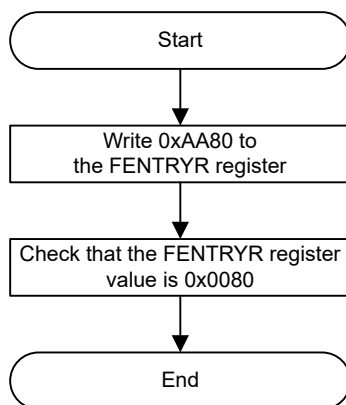 Start
Write 0xAA80 to
the FENTRYR register
Check that the FENTRYR register
value is 0x0080
End